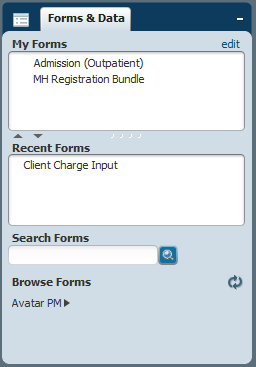 Forms & Data
My Forms edit
Admission (Outpatient)
MH Registration Bundle
Recent Forms
Client Charge Input
Search Forms
Browse Forms
Avatar PM